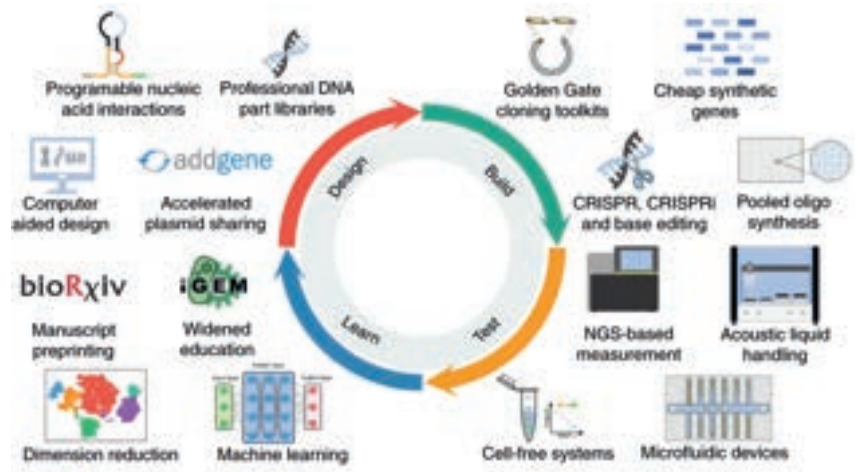 Programable nucleic
acid interactions
Professional DNA
part libraries
Golden Gate
cloning toolkits
Cheap synthetic
genes
Computer
aided design
addgene
Accelerated
plasmid sharing
Design
Build
CRISPR, CRISPRi
and base editing
Pooled oligo
synthesis
bioRχiv
Manuscript
preprinting
iGEM
Widened
education
Learn
Test
NGS-based
measurement
Acoustic liquid
handling
Dimension reduction
Machine learning
Cell-free systems
Microfluidic devices